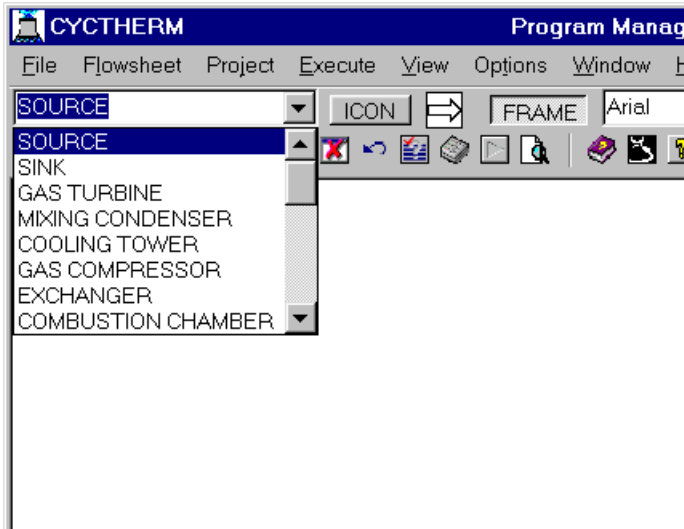 CYCTHERM Program Manag
File Flowsheet Project Execute View Options Window H
SOURCE ICON FRAME Arial
SOURCE
SINK
GAS TURBINE
MIXING CONDENSER
COOLING TOWER
GAS COMPRESSOR
EXCHANGER
COMBUSTION CHAMBER